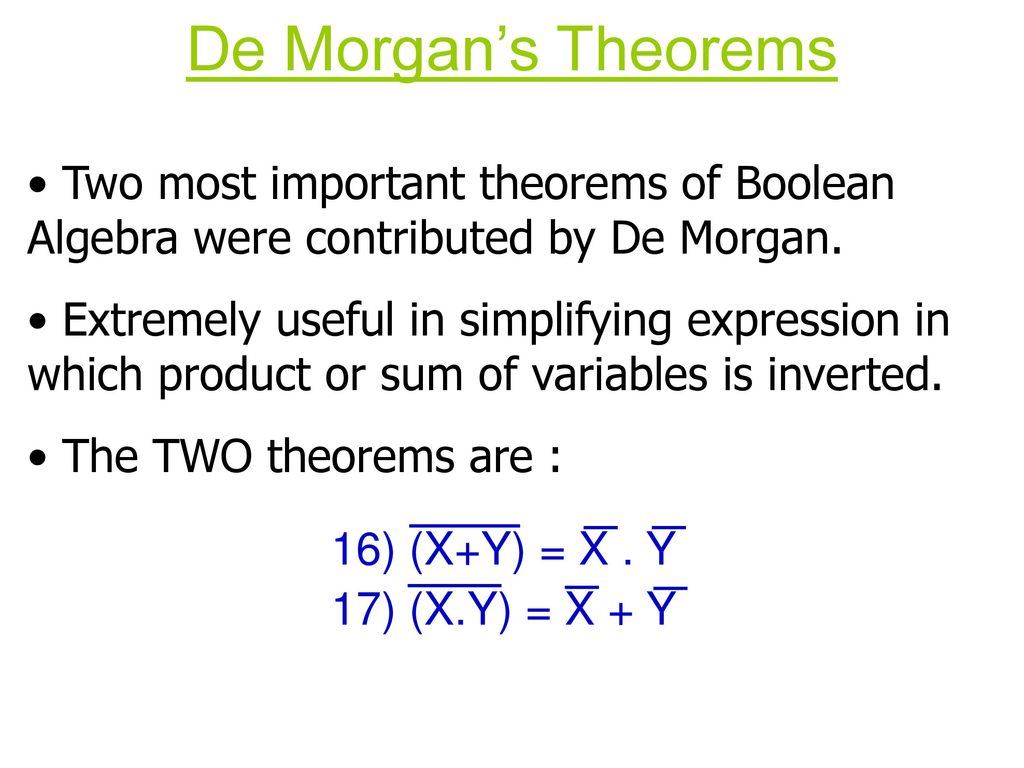 De Morgan’s Theorems
• Two most important theorems of Boolean
Algebra were contributed by De Morgan.
• Extremely useful in simplifying expression in
which product or sum of variables is inverted.
• The TWO theorems are :
16) (X̅+̅Y̅) = X̅ . Y̅
17) (X̅.̅Y̅) = X̅ + Y̅